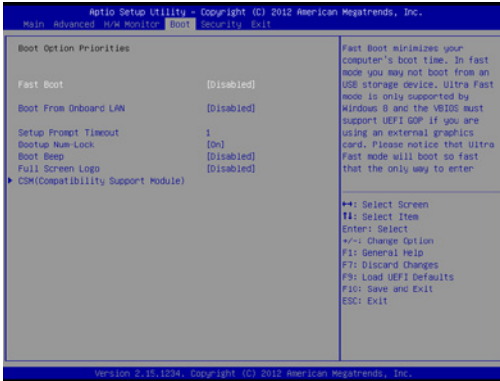 Aptio Setup Utility - Copyright (C) 2012 American Megatrends, Inc.
Main Advanced H/W Monitor Boot Security Exit
Boot Option Priorities
Fast Boot [Disabled]
Boot From Onboard LAN [Disabled]
Setup Prompt Timeout 1
Bootup Num-Lock [On]
Boot Beep [Disabled]
Full Screen Logo [Disabled]
CSM(Compatibility Support Module)
Fast Boot minimizes your
computer's boot time. In fast
mode you may not boot from an
USB storage device. Ultra Fast
mode is only supported by
Windows 8 and the VBIOS must
support UEFI GOP if you are
using an external graphics
card. Please notice that Ultra
Fast mode will boot so fast
that the only way to enter
↔: Select Screen
↑↓: Select Item
Enter: Select
+/-: Change Option
F1: General Help
F7: Discard Changes
F9: Load UEFI Defaults
F10: Save and Exit
ESC: Exit
Version 2.15.1234. Copyright (C) 2012 American Megatrends, Inc.